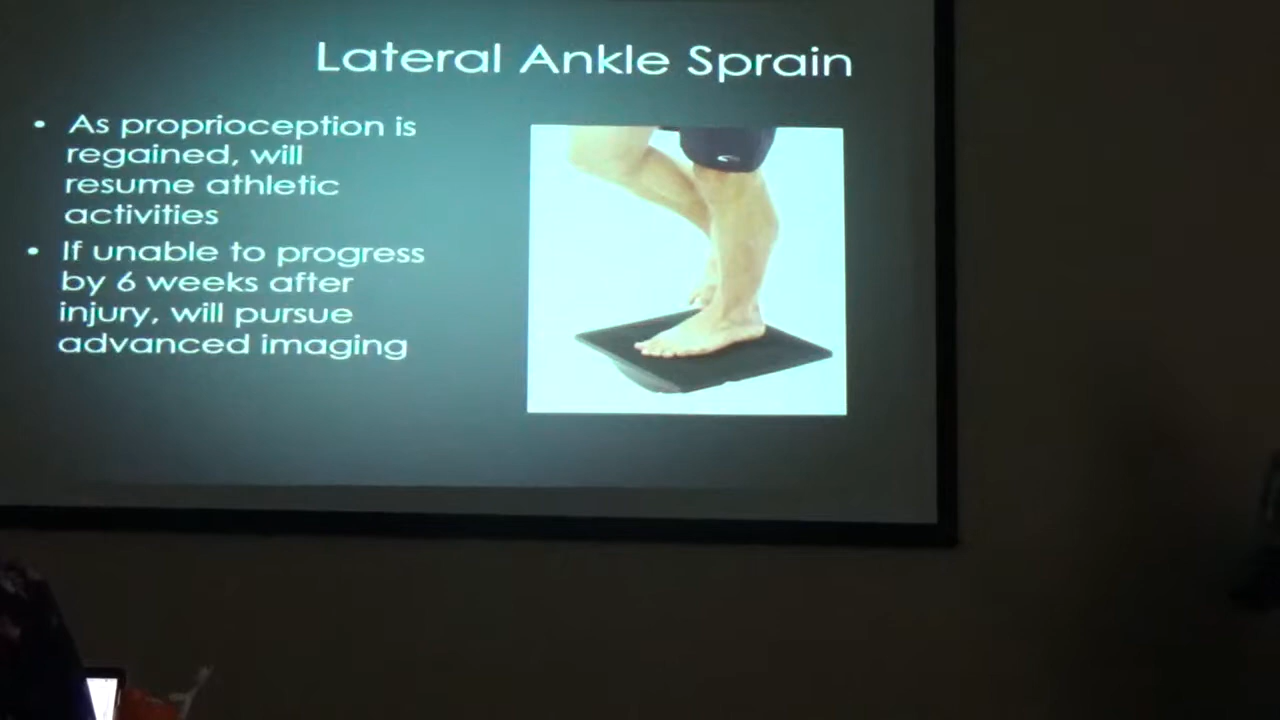 Lateral Ankle Sprain
• As proprioception is
regained, will
resume athletic
activities
• If unable to progress
by 6 weeks after
injury, will pursue
advanced imaging